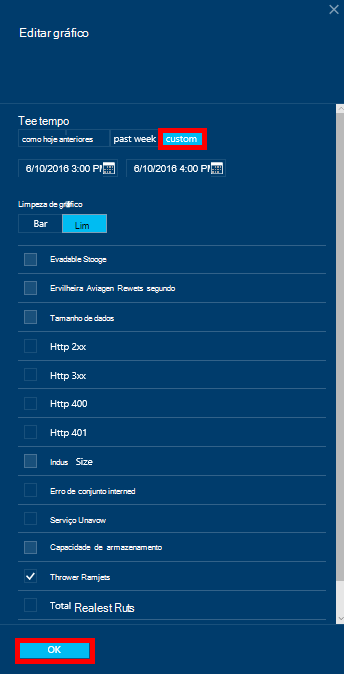 Editar gráfico
Tee tempo
como hoje anteriores past week custom
6/10/2016 3:00 PM 6/10/2016 4:00 PM
Limpeza de gráfico
Bar Lim
Evadable Stooge
Ervilheira Aviagen Rewets segundo
Tamanho de dados
Http 2xx
Http 3xx
Http 400
Http 401
Indus Size
Erro de conjunto interned
Serviço Unavow
Capacidade de armazenamento
Thrower Ramjets
Total Realest Ruts
OK